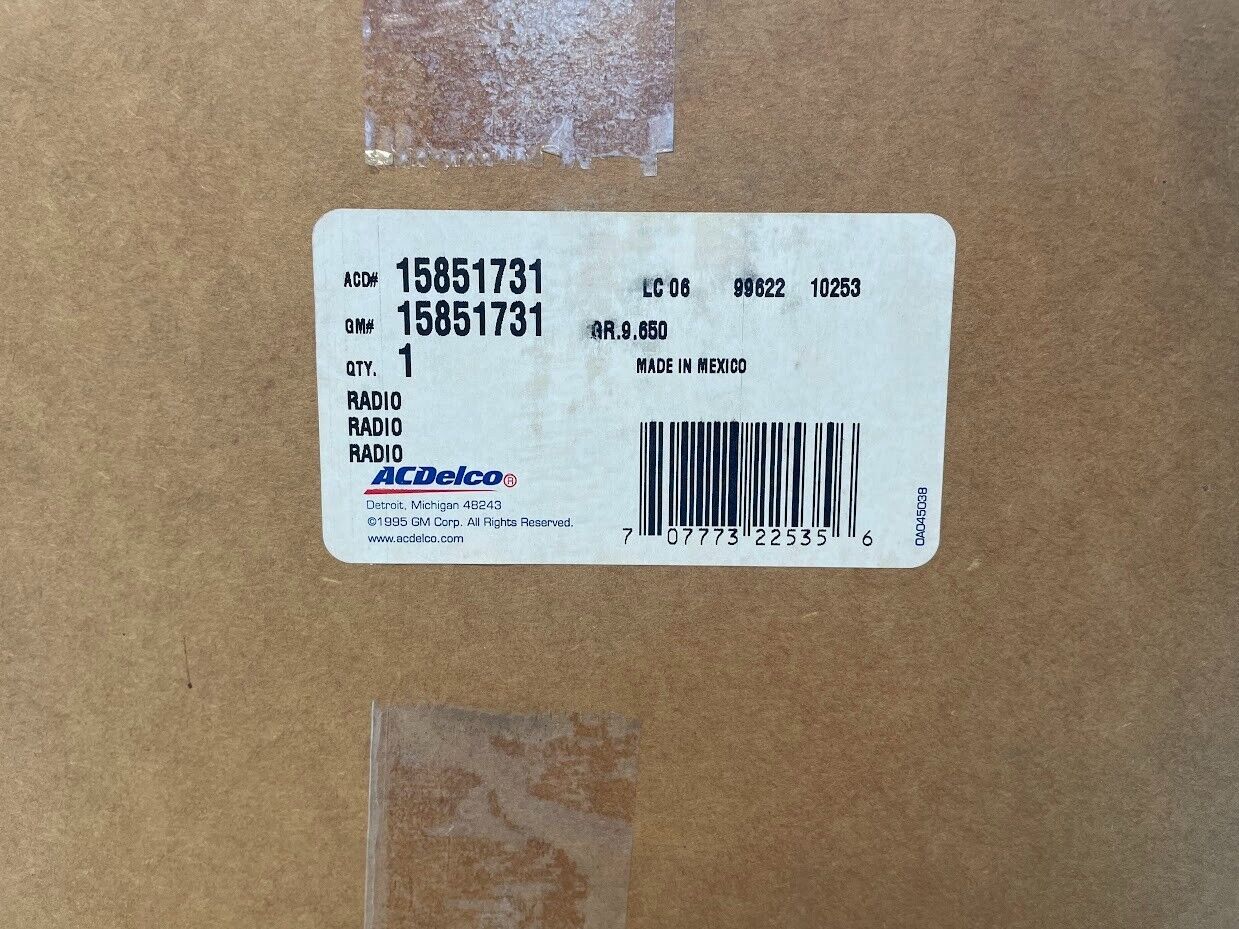 ACD# 15851731 LC 06 99622 10253
GM# 15851731 GR.9.650
QTY. 1 MADE IN MEXICO
RADIO
RADIO
RADIO
ACDelco®
Detroit, Michigan 48243
©1995 GM Corp. All Rights Reserved.
www.acdelco.com
7 07773 22535 6
0A045038